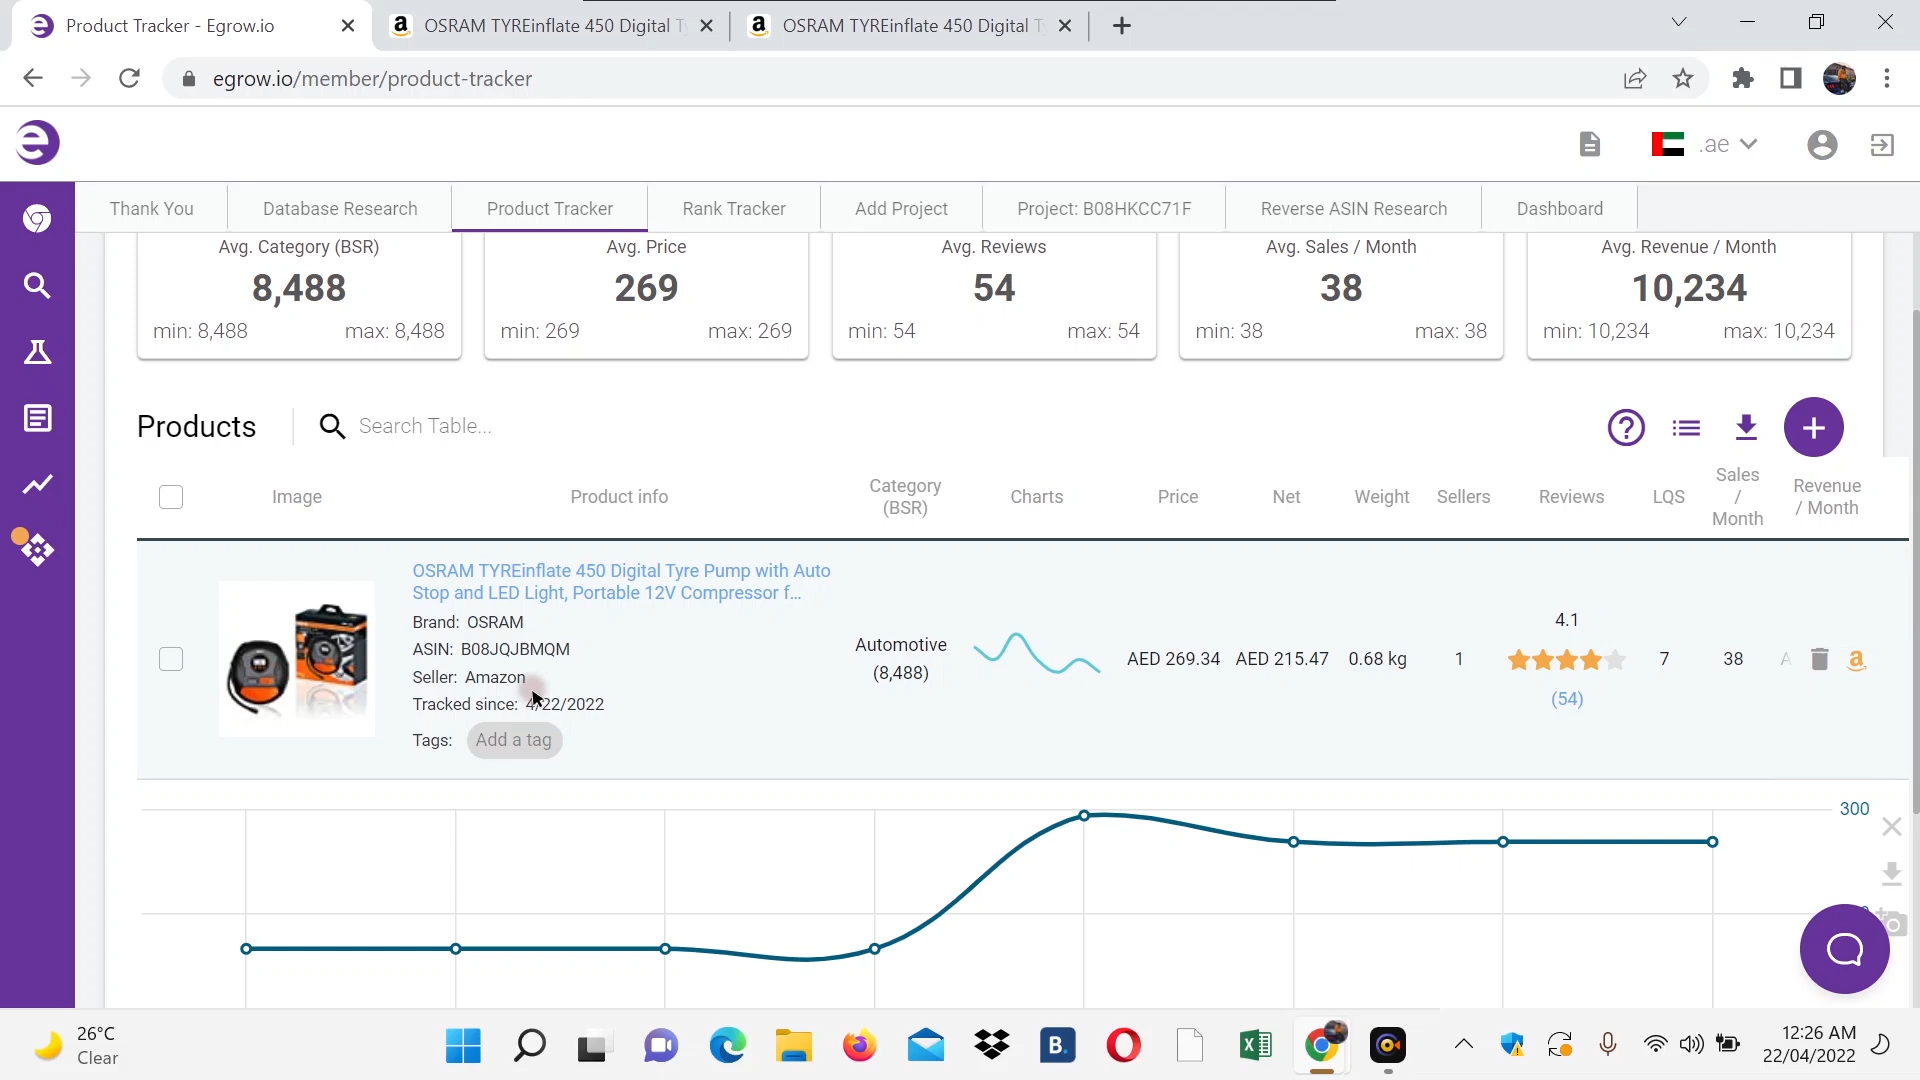 Product Tracker - Egrow.io
OSRAM TYREinflate 450 Digital T
OSRAM TYREinflate 450 Digital T
egrow.io/member/product-tracker
.ae
Thank You
Database Research
Product Tracker
Rank Tracker
Add Project
Project: B08HKCC71F
Reverse ASIN Research
Dashboard
Avg. Category (BSR)
8,488
min: 8,488 max: 8,488
Avg. Price
269
min: 269 max: 269
Avg. Reviews
54
min: 54 max: 54
Avg. Sales / Month
38
min: 38 max: 38
Avg. Revenue / Month
10,234
min: 10,234 max: 10,234
Products
Search Table...
Image
Product info
Category
(BSR)
Charts
Price
Net
Weight
Sellers
Reviews
LQS
Sales
/
Month
Revenue
/ Month
OSRAM TYREinflate 450 Digital Tyre Pump with Auto
Stop and LED Light, Portable 12V Compressor f...
Brand: OSRAM
ASIN: B08JQJBMQM
Seller: Amazon
Tracked since: 4/22/2022
Tags: Add a tag
Automotive
(8,488)
AED 269.34
AED 215.47
0.68 kg
1
4.1
(54)
7
38
A
300
26°C
Clear
12:26 AM
22/04/2022